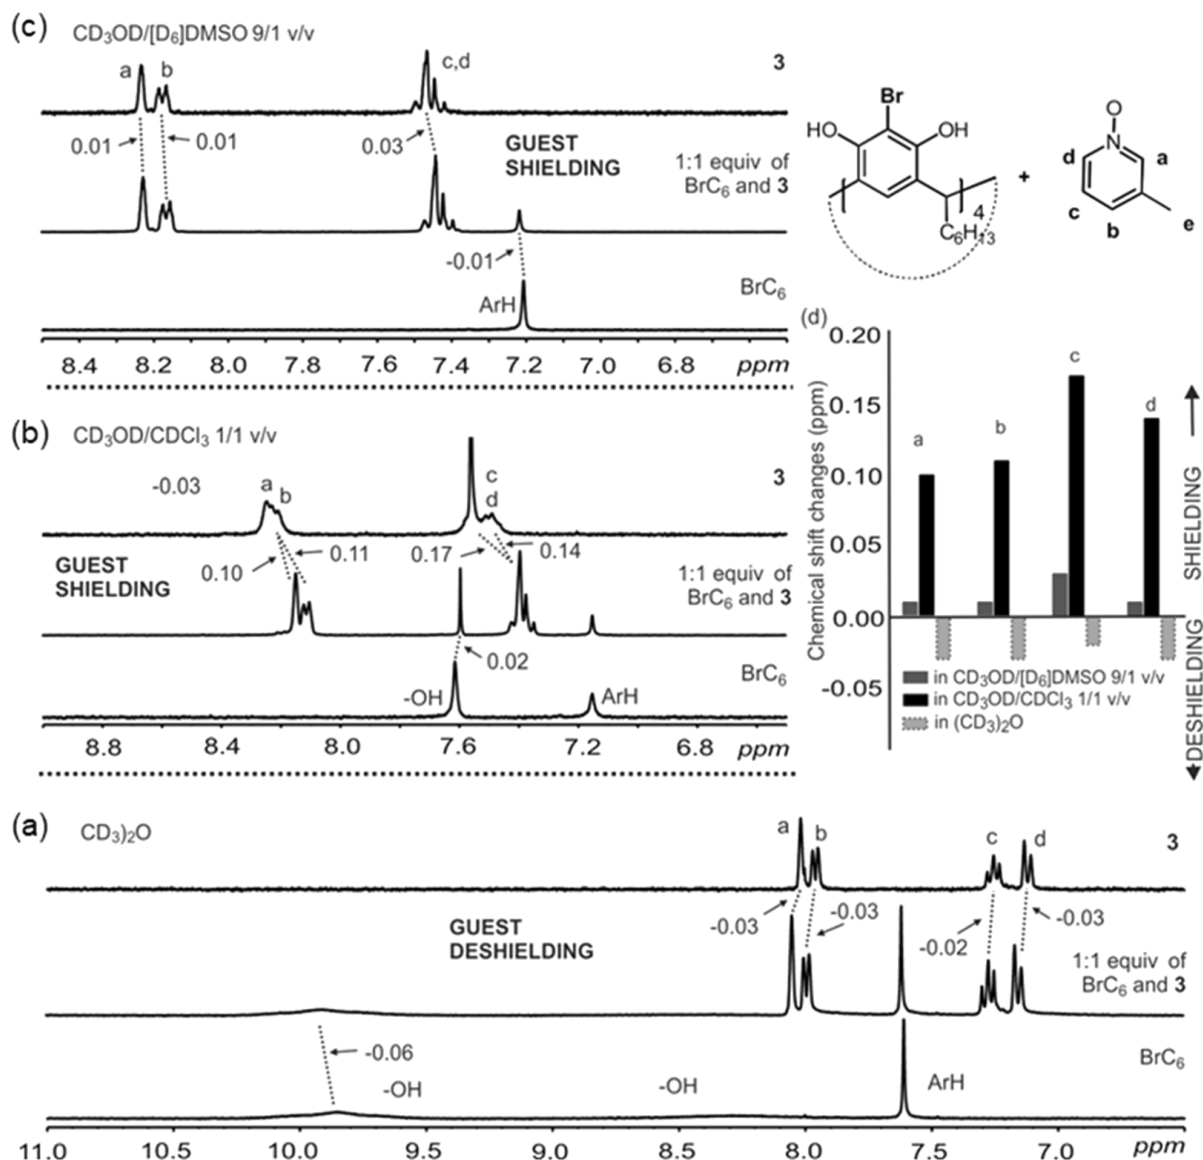 (c) CD3OD/[D6]DMSO 9/1 v/v
a b c,d 3
0.01 0.01 0.03
GUEST
SHIELDING
1:1 equiv of
BrC6 and 3
-0.01
ArH
BrC6
8.4 8.2 8.0 7.8 7.6 7.4 7.2 7.0 6.8 ppm
Br
HO OH
4
C6H13
+
O
N
d a
c
b
e
(b) CD3OD/CDCl3 1/1 v/v
-0.03
a
b
c
d
3
GUEST
SHIELDING
0.10 0.11 0.17 0.14
1:1 equiv of
BrC6 and 3
0.02
-OH
ArH
BrC6
8.8 8.4 8.0 7.6 7.2 6.8 ppm
(d)
Chemical shift changes (ppm)
0.20
0.15
0.10
0.05
0.00
-0.05
a b c d
SHIELDING
DESHIELDING
in CD3OD/[D6]DMSO 9/1 v/v
in CD3OD/CDCl3 1/1 v/v
in (CD3)2O
(a) CD3)2O
a b c d 3
-0.03 -0.03 -0.02 -0.03
GUEST
DESHIELDING
1:1 equiv of
BrC6 and 3
-0.06
-OH
-OH
ArH
BrC6
11.0 10.5 10.0 9.5 9.0 8.5 8.0 7.5 7.0 ppm